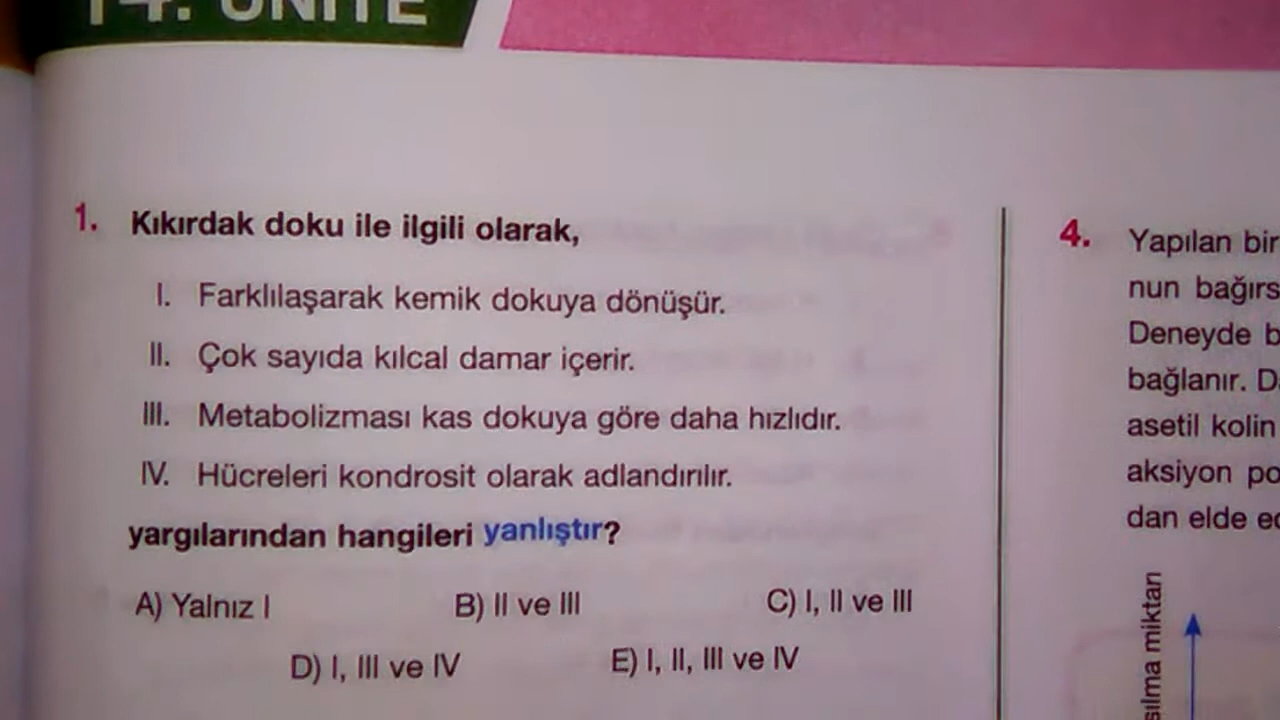 14. ÜNİTE
1. Kıkırdak doku ile ilgili olarak,
I. Farklılaşarak kemik dokuya dönüşür.
II. Çok sayıda kılcal damar içerir.
III. Metabolizması kas dokuya göre daha hızlıdır.
IV. Hücreleri kondrosit olarak adlandırılır.
yargılarından hangileri yanlıştır?
A) Yalnız I B) II ve III C) I, II ve III
D) I, III ve IV E) I, II, III ve IV
4. Yapılan bir
nun bağırs
Deneyde b
bağlanır. D
asetil kolin
aksiyon po
dan elde ed
sılma miktarı